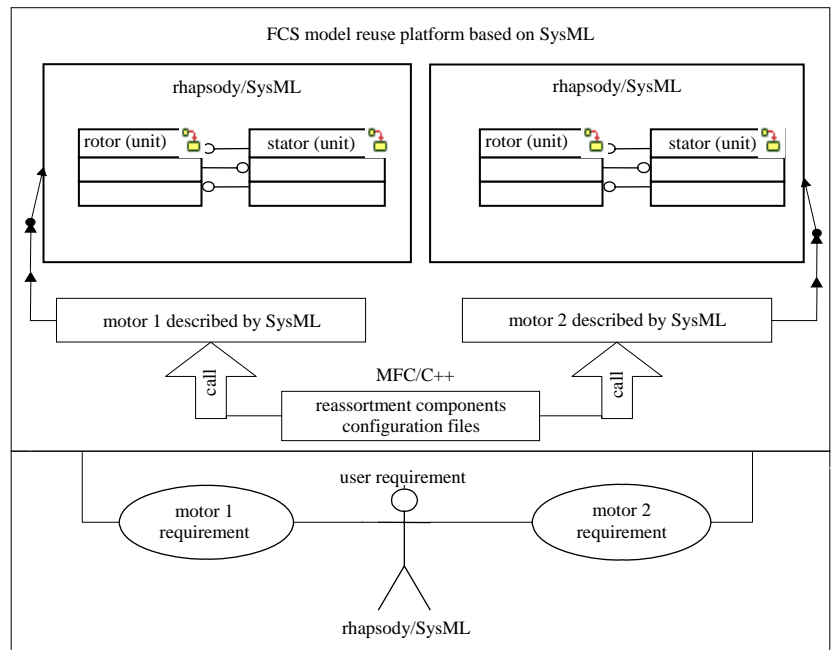 FCS model reuse platform based on SysML
rhapsody/SysML
rhapsody/SysML
rotor (unit)
stator (unit)
rotor (unit)
stator (unit)
motor 1 described by SysML
motor 2 described by SysML
call
MFC/C++
call
reassortment components
configuration files
user requirement
motor 1
requirement
motor 2
requirement
rhapsody/SysML